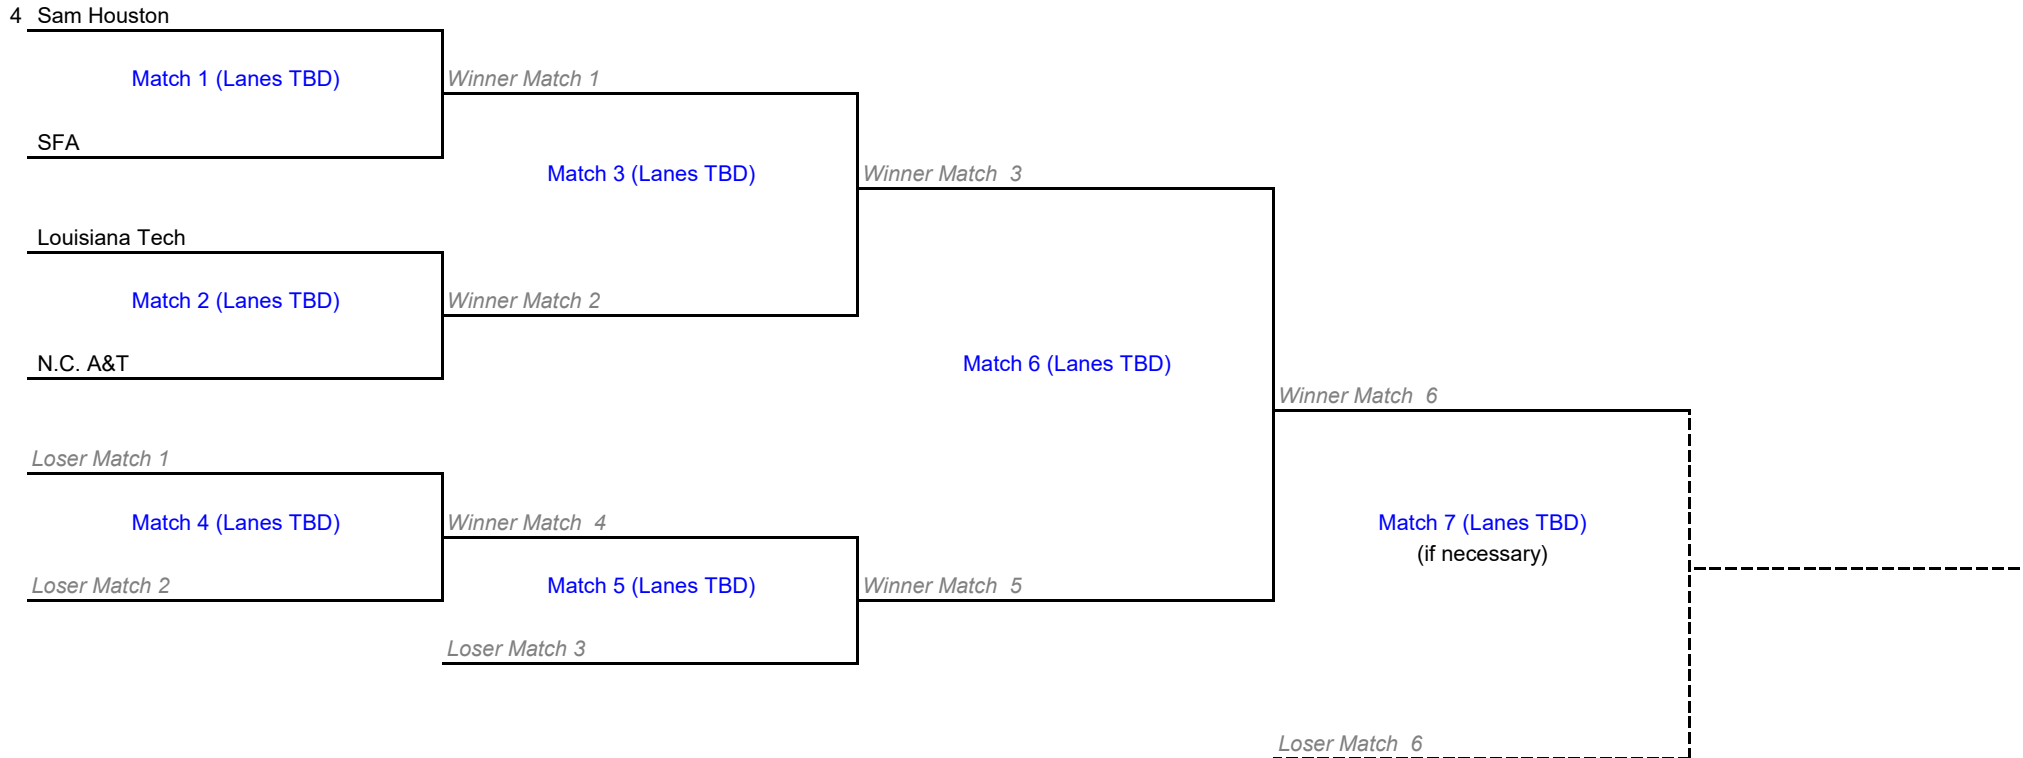 4 Sam Houston
Match 1 (Lanes TBD)
Winner Match 1
SFA
Match 3 (Lanes TBD)
Winner Match 3
Louisiana Tech
Match 2 (Lanes TBD)
Winner Match 2
N.C. A&T
Match 6 (Lanes TBD)
Winner Match 6
Loser Match 1
Match 4 (Lanes TBD)
Winner Match 4
Match 7 (Lanes TBD)
(if necessary)
Loser Match 2
Match 5 (Lanes TBD)
Winner Match 5
Loser Match 3
Loser Match 6